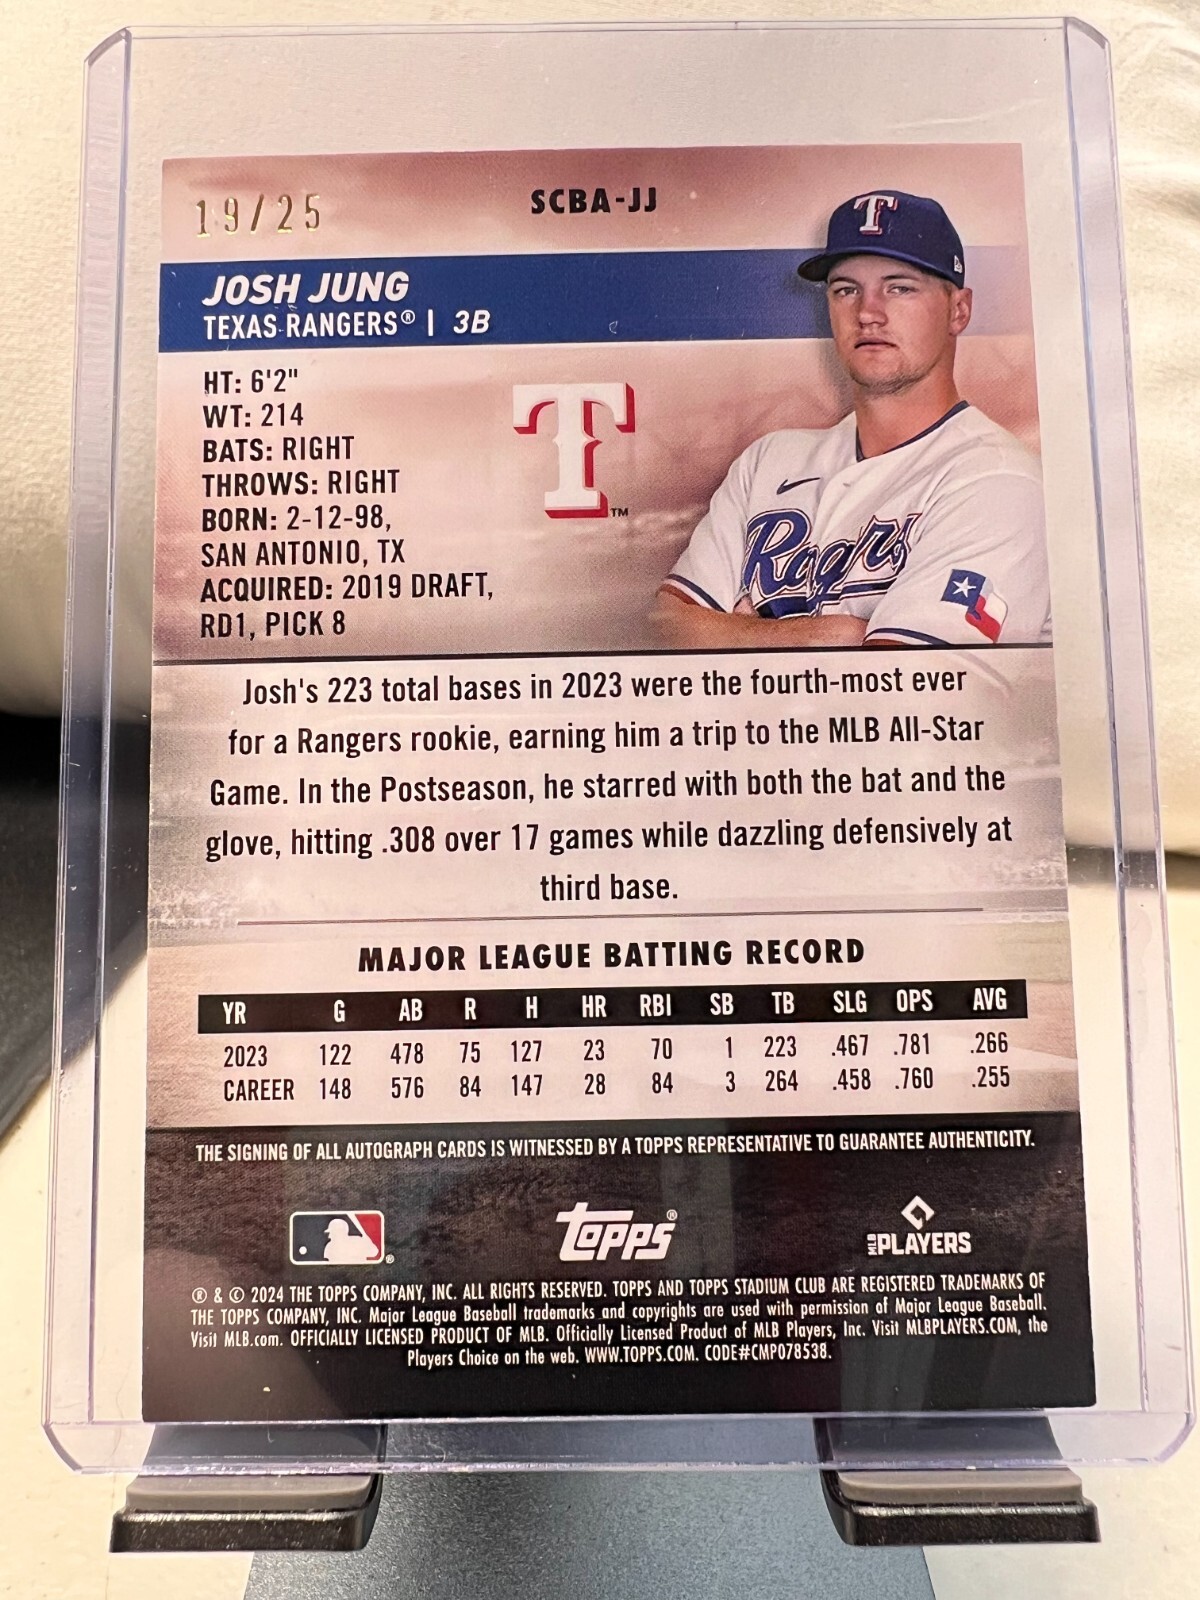 19/25
SCBA-JJ
T
JOSH JUNG
TEXAS RANGERS® | 3B
HT: 6'2"
WT: 214
BATS: RIGHT
THROWS: RIGHT
BORN: 2-12-98,
SAN ANTONIO, TX
ACQUIRED: 2019 DRAFT,
RD1, PICK 8
T™
Rangers
Josh's 223 total bases in 2023 were the fourth-most ever
for a Rangers rookie, earning him a trip to the MLB All-Star
Game. In the Postseason, he starred with both the bat and the
glove, hitting .308 over 17 games while dazzling defensively at
third base.
MAJOR LEAGUE BATTING RECORD
YR G AB R H HR RBI SB TB SLG OPS AVG
2023 122 478 75 127 23 70 1 223 .467 .781 .266
CAREER 148 576 84 147 28 84 3 264 .458 .760 .255
THE SIGNING OF ALL AUTOGRAPH CARDS IS WITNESSED BY A TOPPS REPRESENTATIVE TO GUARANTEE AUTHENTICITY.
® Topps® MLB PLAYERS
® & © 2024 THE TOPPS COMPANY, INC. ALL RIGHTS RESERVED. TOPPS AND TOPPS STADIUM CLUB ARE REGISTERED TRADEMARKS OF
THE TOPPS COMPANY, INC. Major League Baseball trademarks and copyrights are used with permission of Major League Baseball.
Visit MLB.com. OFFICIALLY LICENSED PRODUCT OF MLB. Officially Licensed Product of MLB Players, Inc. Visit MLBPLAYERS.COM, the
Players Choice on the web. WWW.TOPPS.COM. CODE#CMP078538.